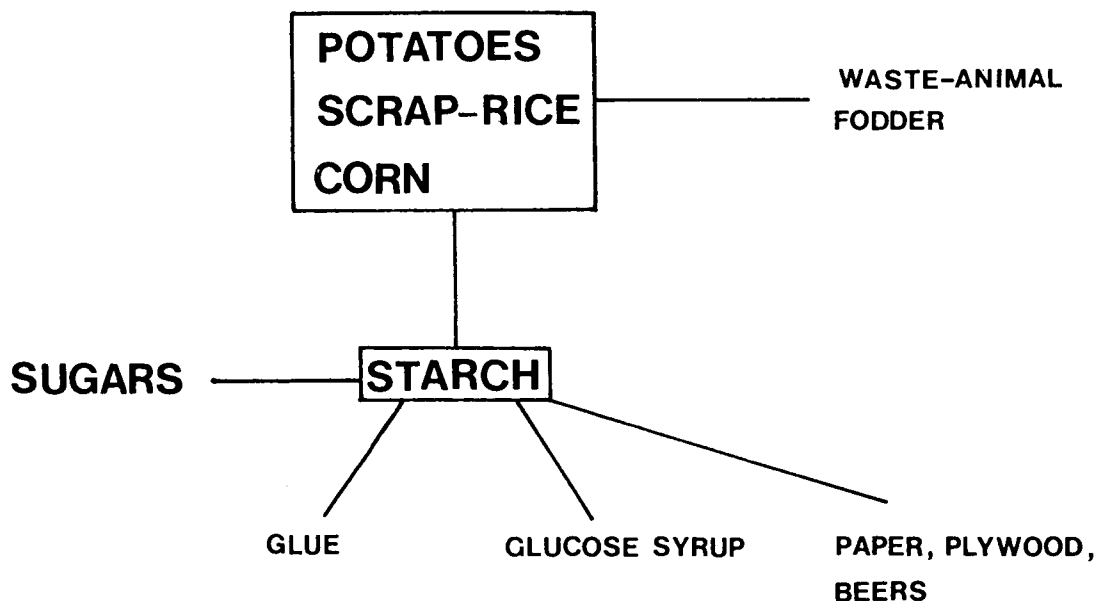 POTATOES
SCRAP-RICE
CORN
WASTE-ANIMAL
FODDER
SUGARS
STARCH
GLUE
GLUCOSE SYRUP
PAPER, PLYWOOD,
BEERS